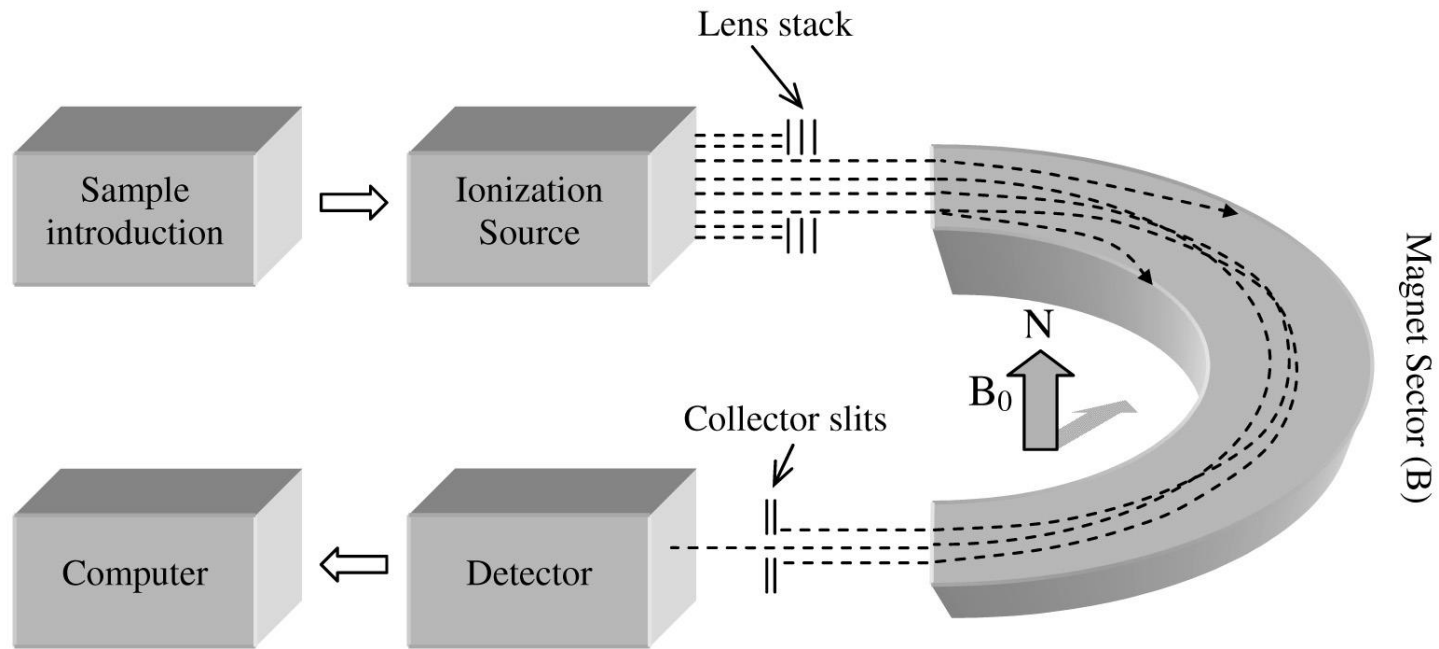 Lens stack
Sample
introduction
Ionization
Source
Magnet Sector (B)
N
B₀
Collector slits
Computer
Detector